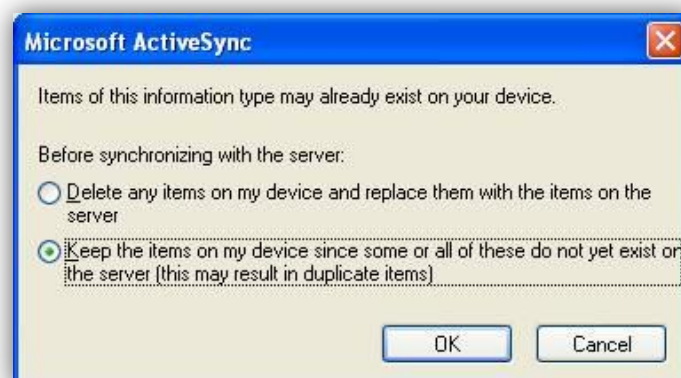 Microsoft ActiveSync
Items of this information type may already exist on your device.
Before synchronizing with the server:
Delete any items on my device and replace them with the items on the
server
Keep the items on my device since some or all of these do not yet exist on
the server (this may result in duplicate items)
OK
Cancel